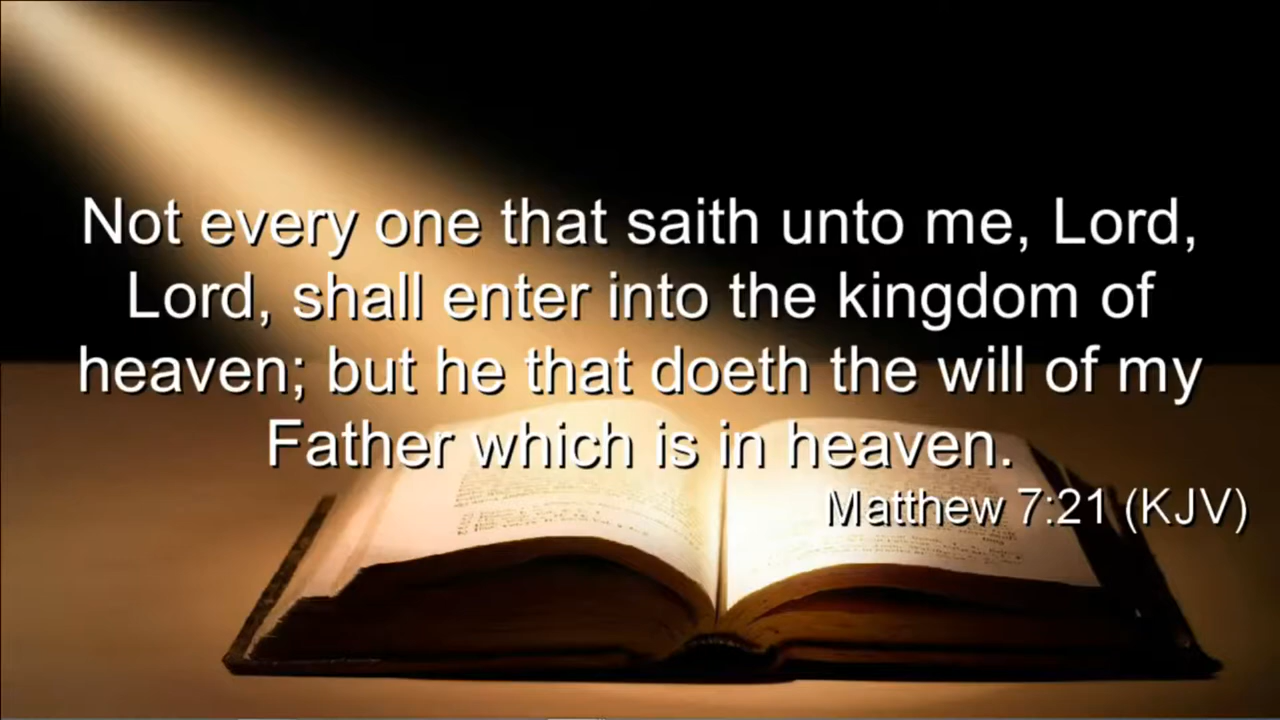 Not every one that saith unto me, Lord,
Lord, shall enter into the kingdom of
heaven; but he that doeth the will of my
Father which is in heaven.
Matthew 7:21 (KJV)